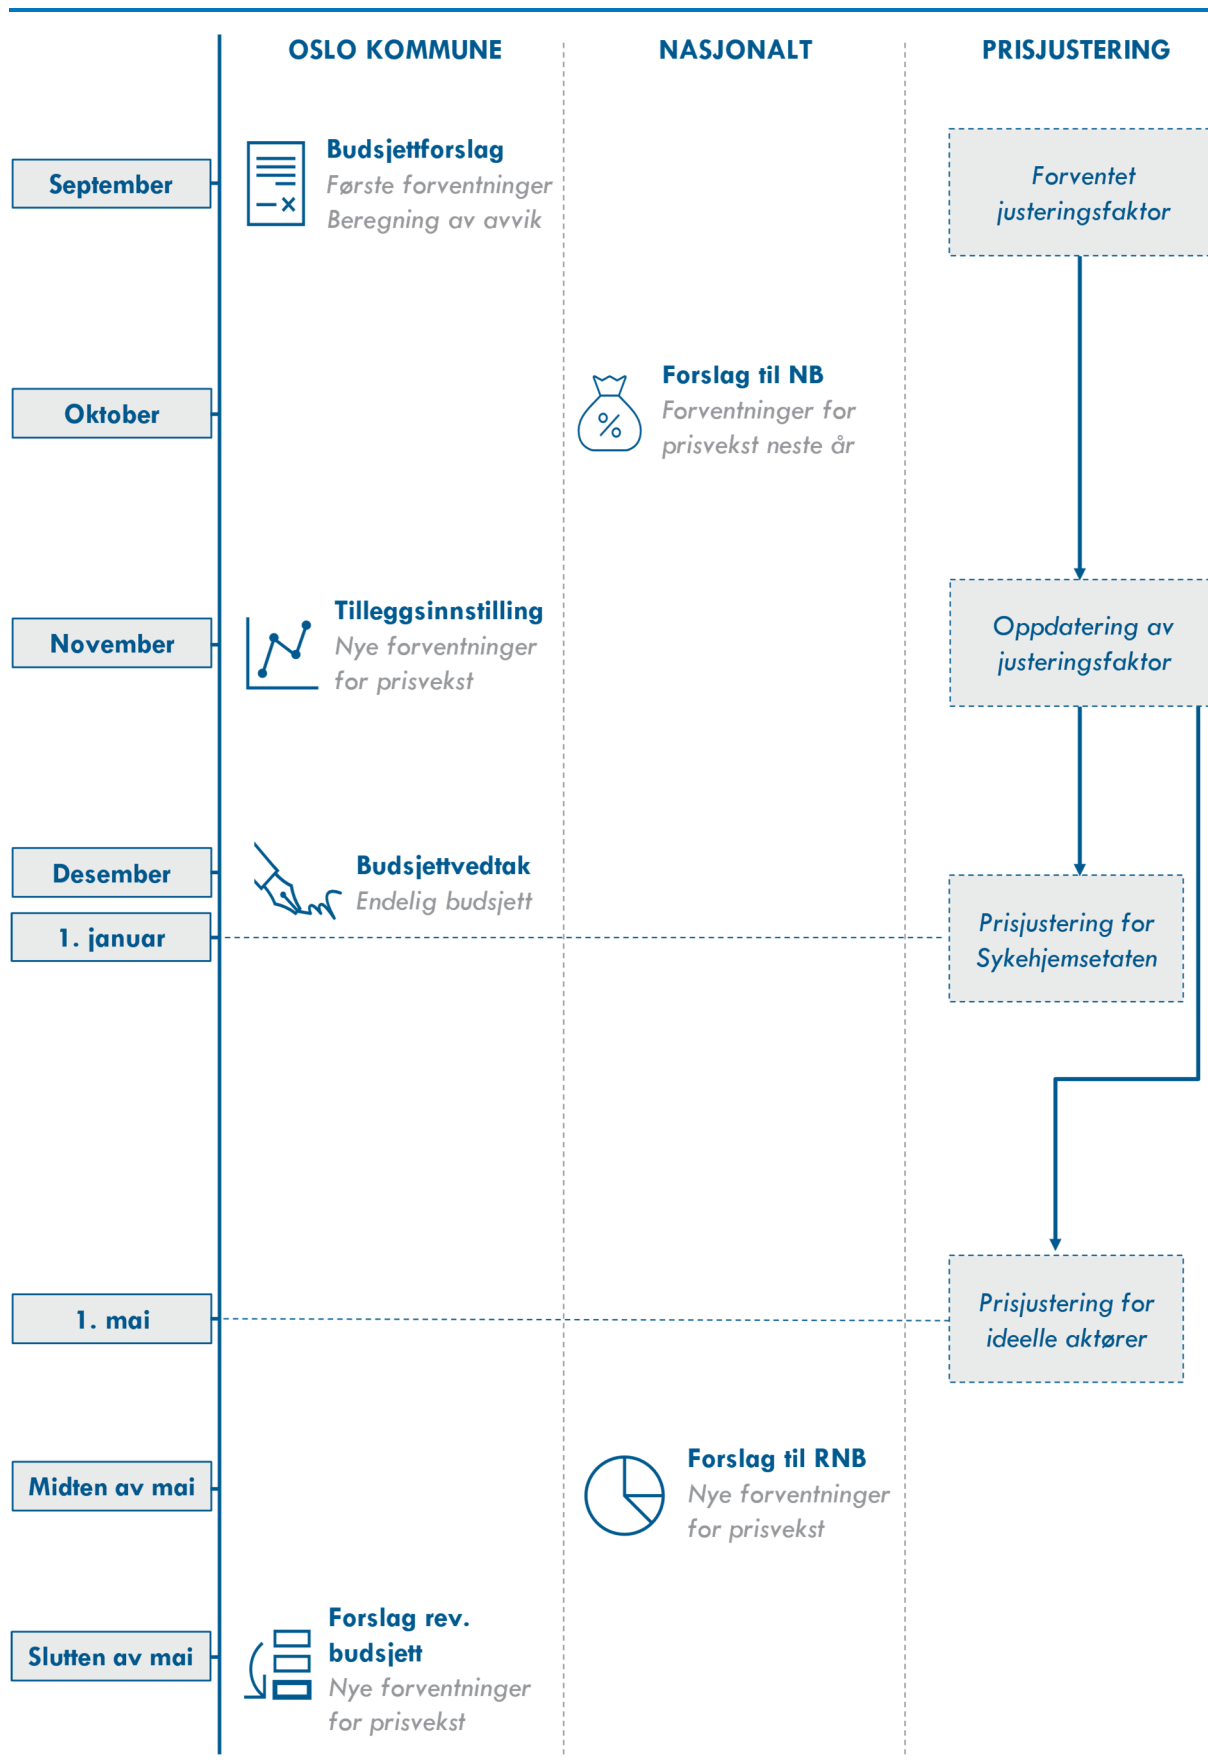 OSLO KOMMUNE
NASJONALT
PRISJUSTERING
September
Budsjettforslag
Første forventninger
Beregning av avvik
Forventet
justeringsfaktor
Oktober
Forslag til NB
Forventninger for
prisvekst neste år
%
November
Tilleggsinnstilling
Nye forventninger
for prisvekst
Oppdatering av
justeringsfaktor
Desember
Budsjettvedtak
Endelig budsjett
1. januar
Prisjustering for
Sykehjemsetaten
1. mai
Prisjustering for
ideelle aktører
Midten av mai
Forslag til RNB
Nye forventninger
for prisvekst
Slutten av mai
Forslag rev.
budsjett
Nye forventninger
for prisvekst